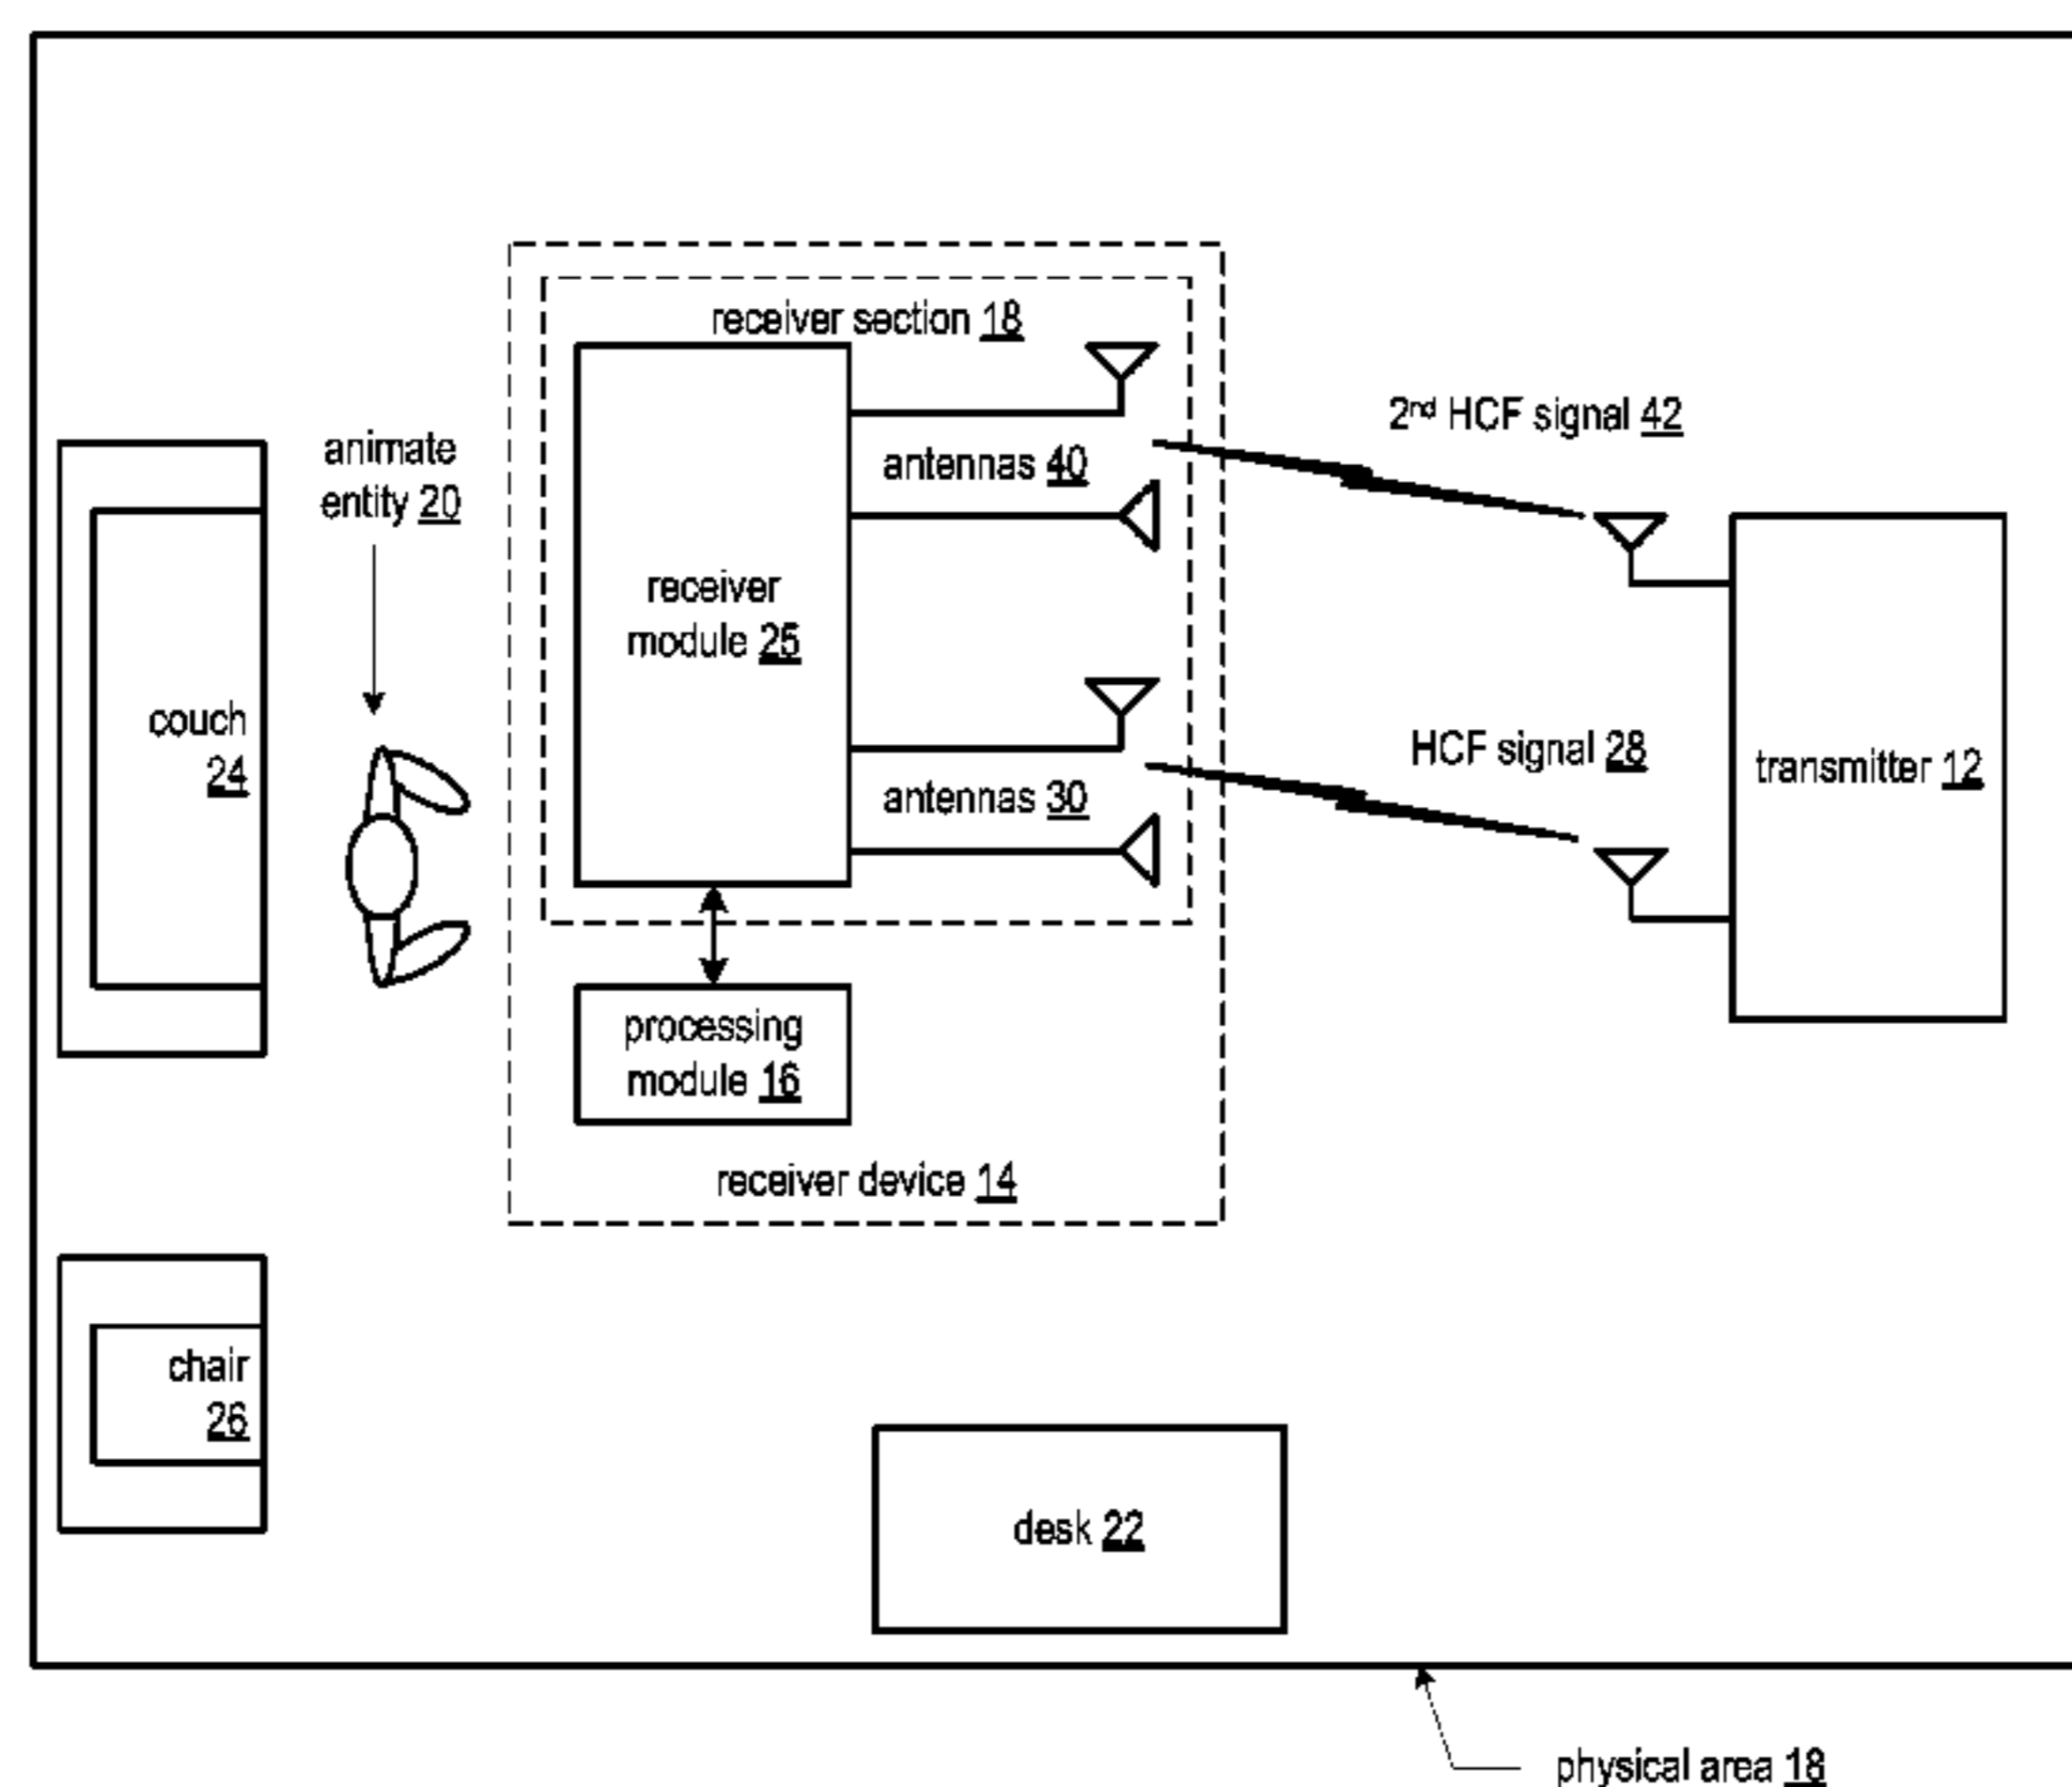 receiver section 18
2nd HCF signal 42
animate
entity 20
antennas 40
receiver
module 25
couch
24
HCF signal 28
transmitter 12
antennas 30
processing
module 16
receiver device 14
chair
26
desk 22
physical area 18